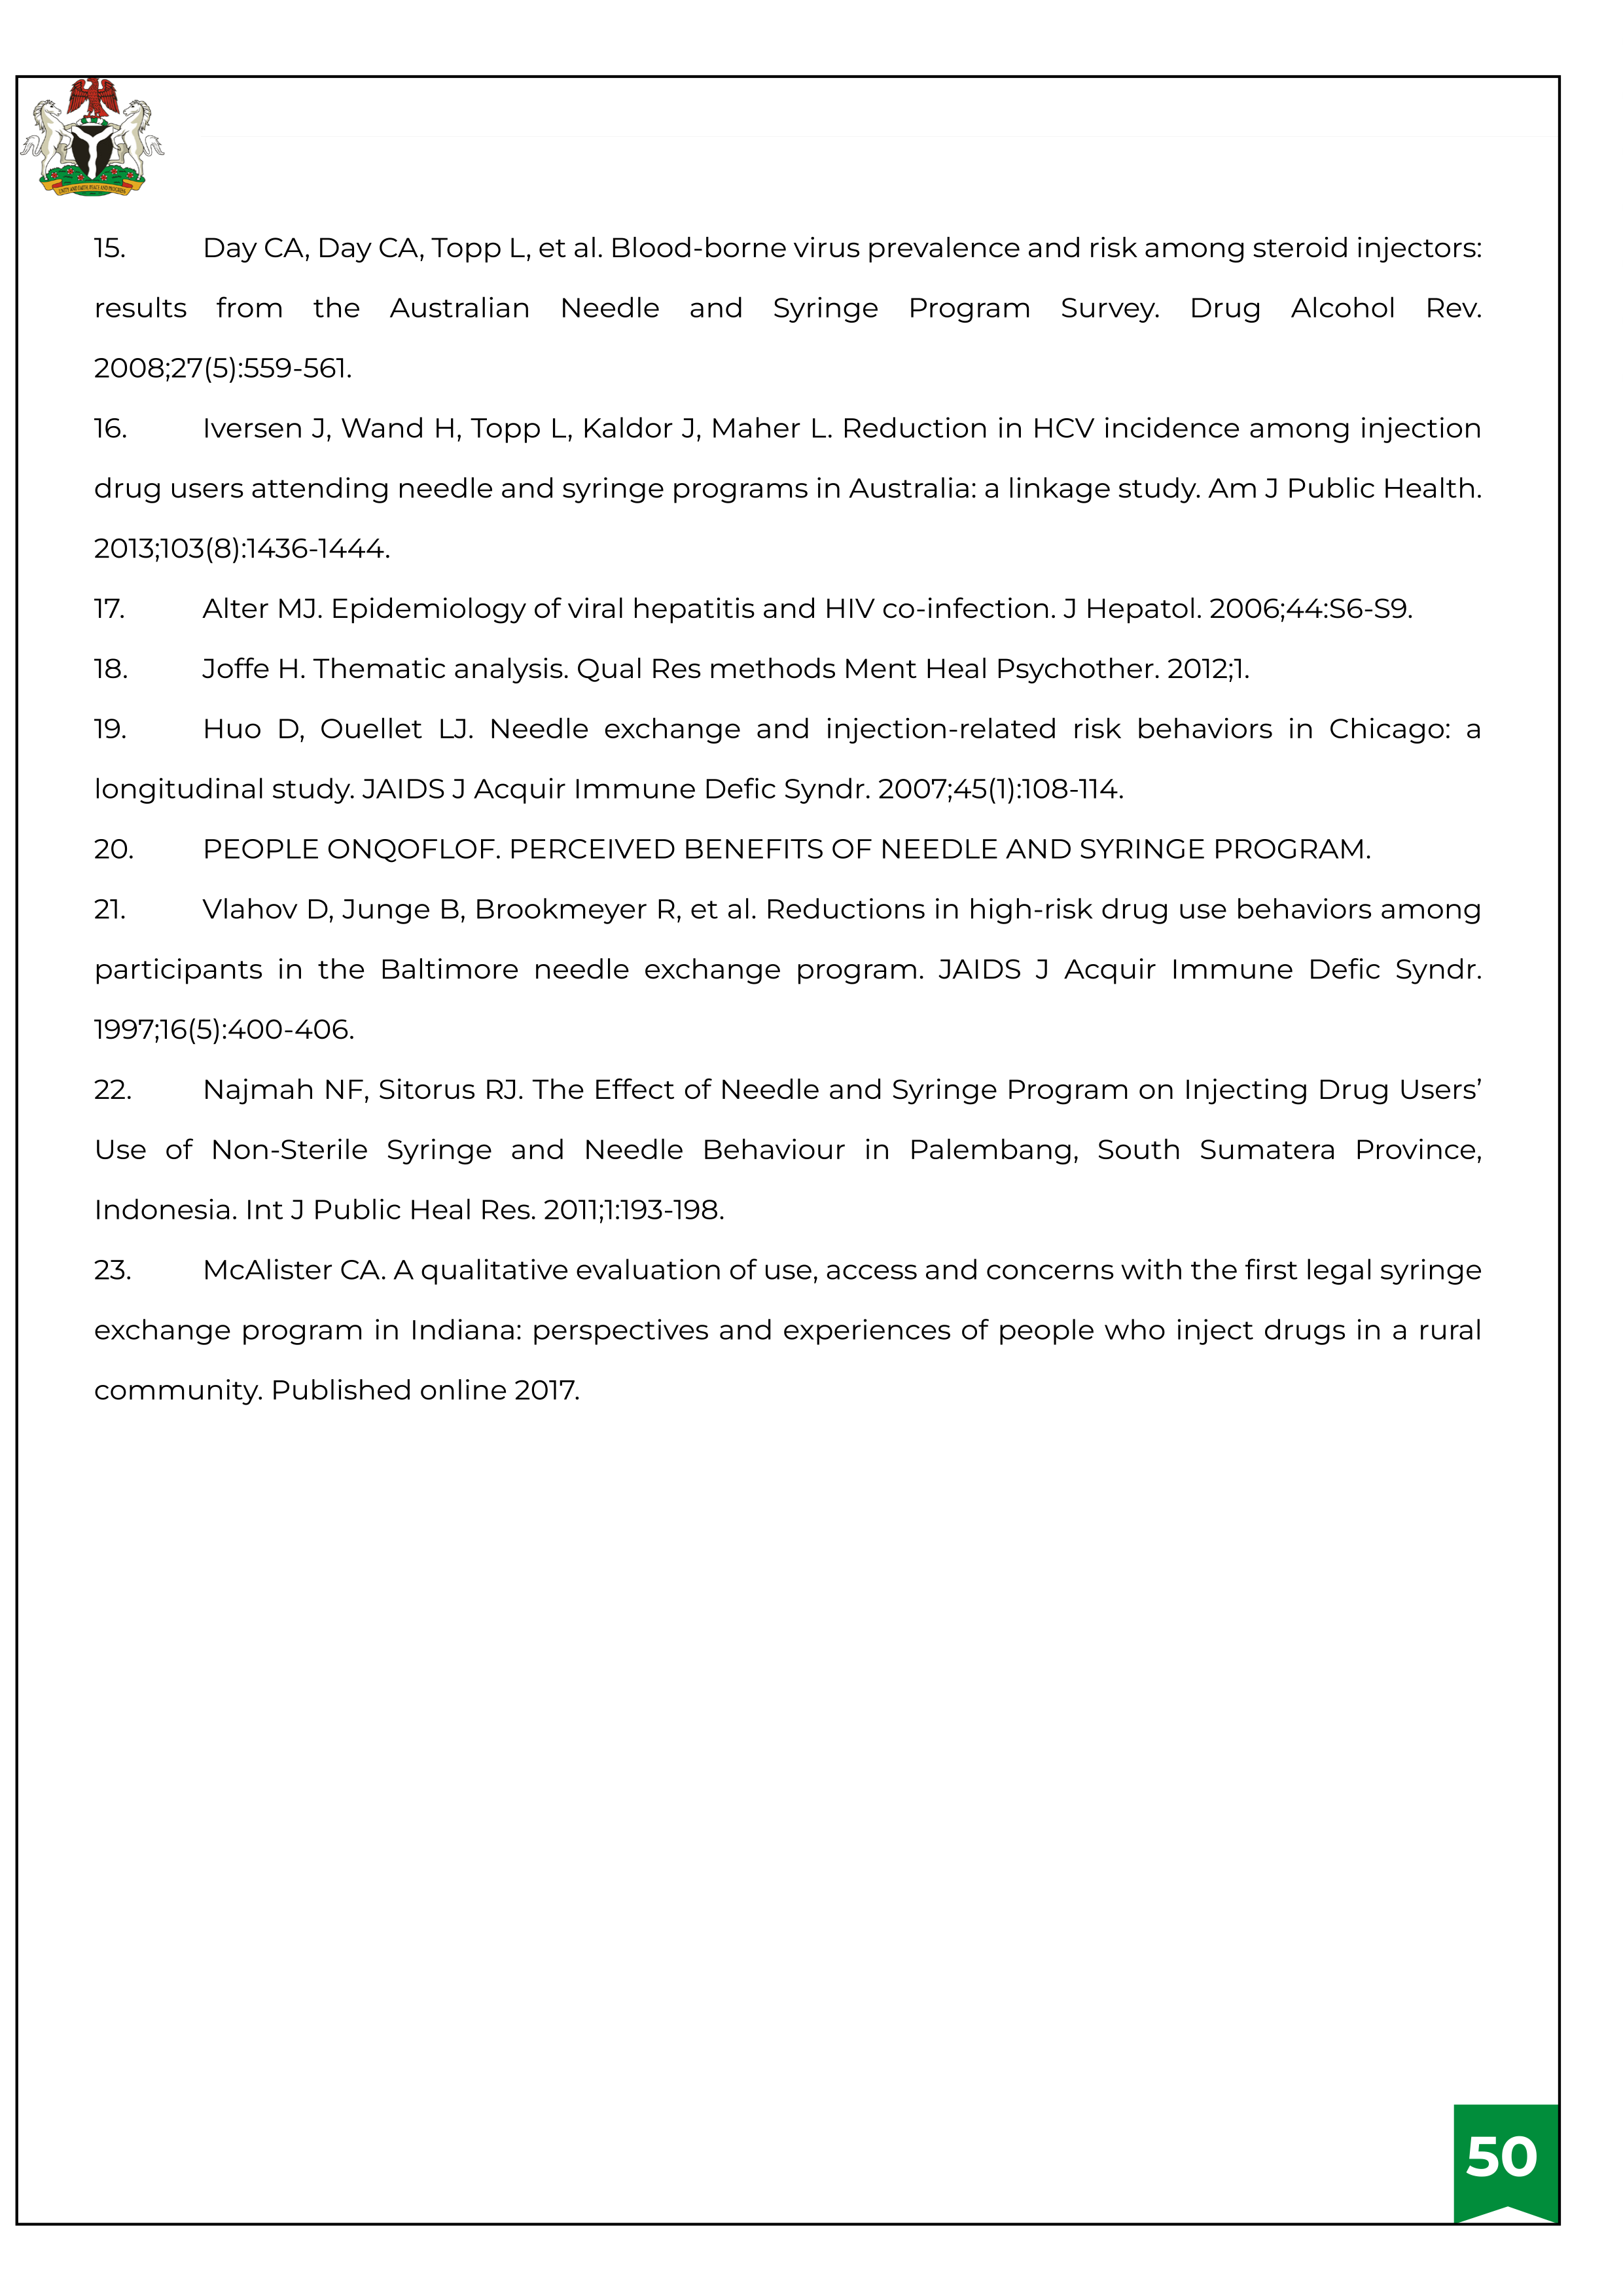 15. Day CA, Day CA, Topp L, et al. Blood-borne virus prevalence and risk among steroid injectors:
results from the Australian Needle and Syringe Program Survey. Drug Alcohol Rev.
2008;27(5):559-561.
16. Iversen J, Wand H, Topp L, Kaldor J, Maher L. Reduction in HCV incidence among injection
drug users attending needle and syringe programs in Australia: a linkage study. Am J Public Health.
2013;103(8):1436-1444.
17. Alter MJ. Epidemiology of viral hepatitis and HIV co-infection. J Hepatol. 2006;44:S6-S9.
18. Joffe H. Thematic analysis. Qual Res methods Ment Heal Psychother. 2012;1.
19. Huo D, Ouellet LJ. Needle exchange and injection-related risk behaviors in Chicago: a
longitudinal study. JAIDS J Acquir Immune Defic Syndr. 2007;45(1):108-114.
20. PEOPLE ONQOFLOF. PERCEIVED BENEFITS OF NEEDLE AND SYRINGE PROGRAM.
21. Vlahov D, Junge B, Brookmeyer R, et al. Reductions in high-risk drug use behaviors among
participants in the Baltimore needle exchange program. JAIDS J Acquir Immune Defic Syndr.
1997;16(5):400-406.
22. Najmah NF, Sitorus RJ. The Effect of Needle and Syringe Program on Injecting Drug Users’
Use of Non-Sterile Syringe and Needle Behaviour in Palembang, South Sumatera Province,
Indonesia. Int J Public Heal Res. 2011;1:193-198.
23. McAlister CA. A qualitative evaluation of use, access and concerns with the first legal syringe
exchange program in Indiana: perspectives and experiences of people who inject drugs in a rural
community. Published online 2017.
50